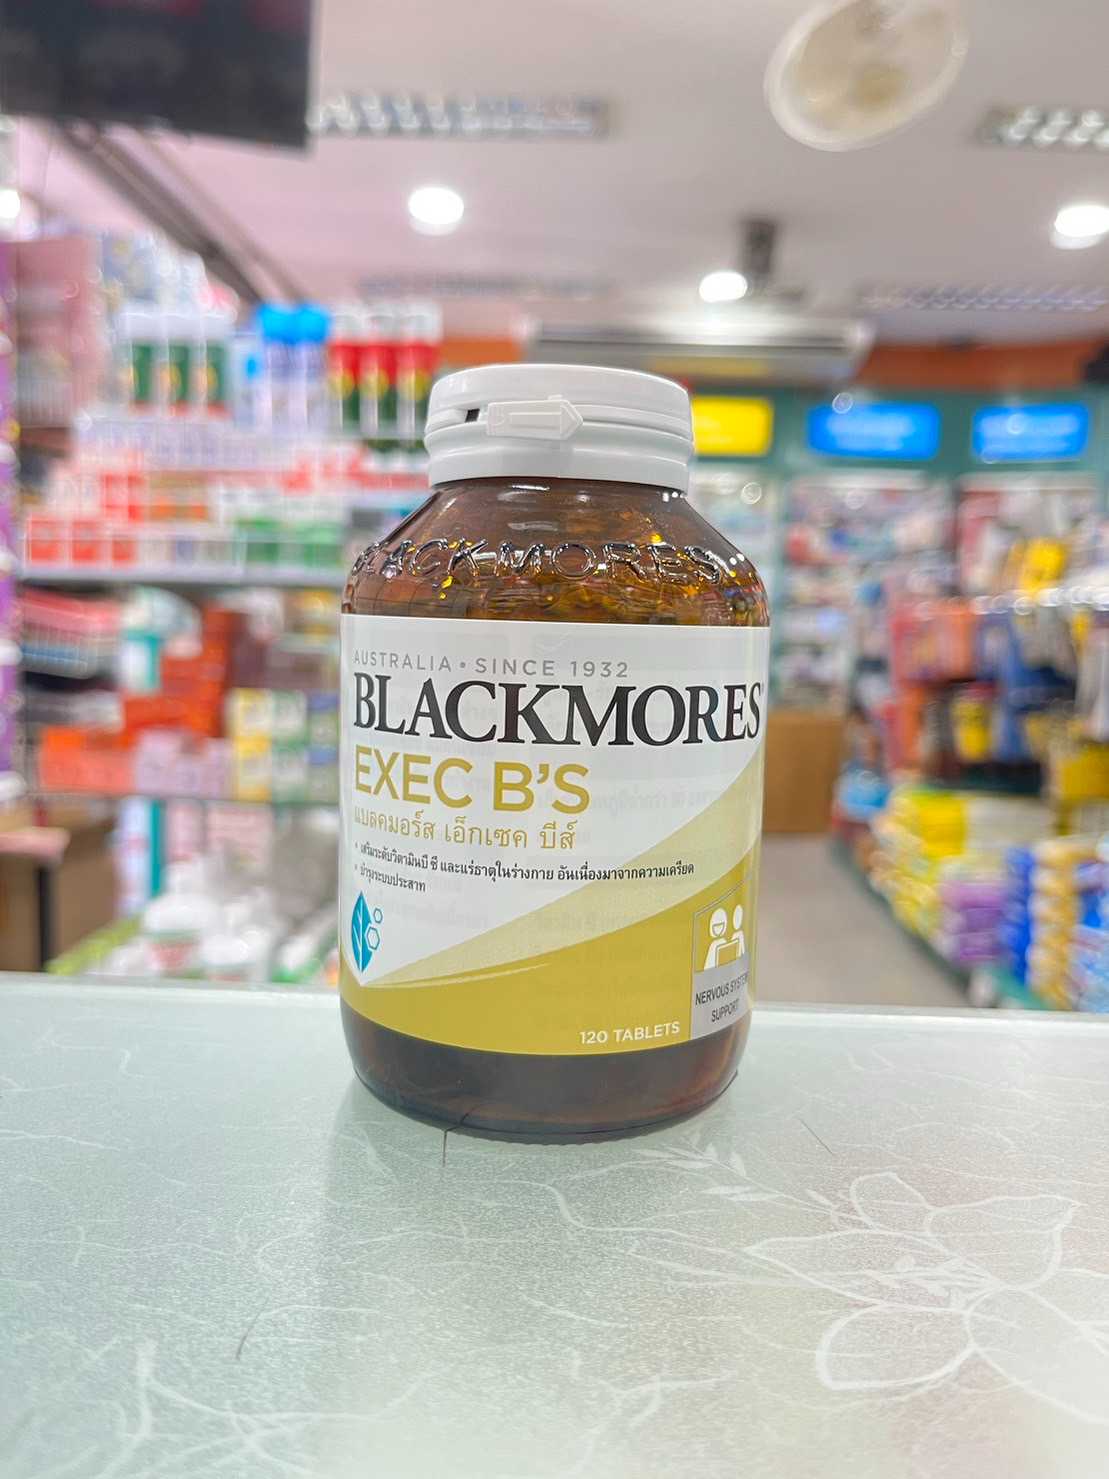 BLACKMORES
AUSTRALIA • SINCE 1932
BLACKMORES
EXEC B'S
แบลคมอร์ส เอ็กเซค บีส์
• เสริมระดับวิตามินบี ซี และแร่ธาตุในร่างกาย อันเนื่องมาจากความเครียด
• บำรุงระบบประสาท
NERVOUS SYSTEM
SUPPORT
120 TABLETS